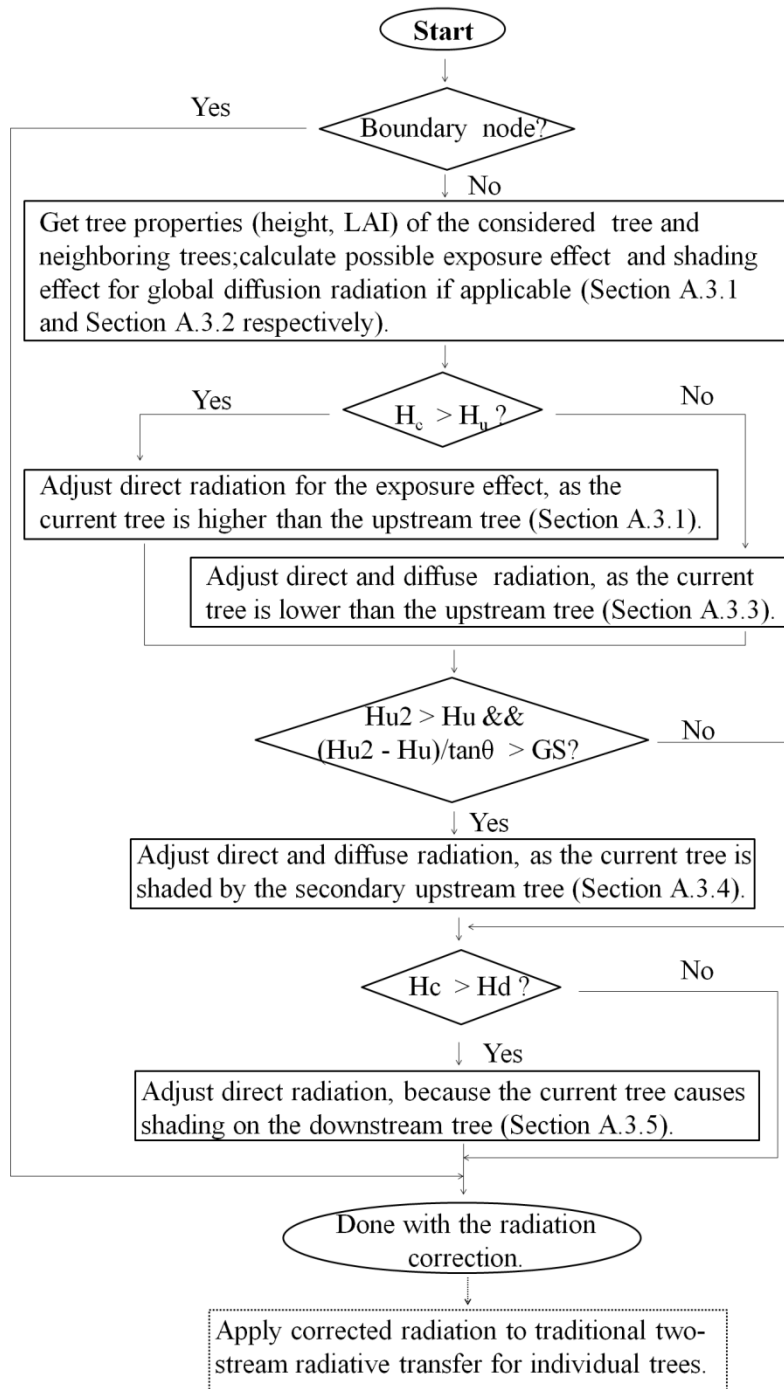 Start
Yes
Boundary node?
No
Get tree properties (height, LAI) of the considered tree and
neighboring trees;calculate possible exposure effect and shading
effect for global diffusion radiation if applicable (Section A.3.1
and Section A.3.2 respectively).
Yes
H_c > H_u ?
No
Adjust direct radiation for the exposure effect, as the
current tree is higher than the upstream tree (Section A.3.1).
Adjust direct and diffuse radiation, as the current
tree is lower than the upstream tree (Section A.3.3).
Hu2 > Hu &&
(Hu2 - Hu)/tanθ > GS?
No
Yes
Adjust direct and diffuse radiation, as the current tree is
shaded by the secondary upstream tree (Section A.3.4).
Hc > Hd ?
No
Yes
Adjust direct radiation, because the current tree causes
shading on the downstream tree (Section A.3.5).
Done with the radiation
correction.
Apply corrected radiation to traditional two-
stream radiative transfer for individual trees.